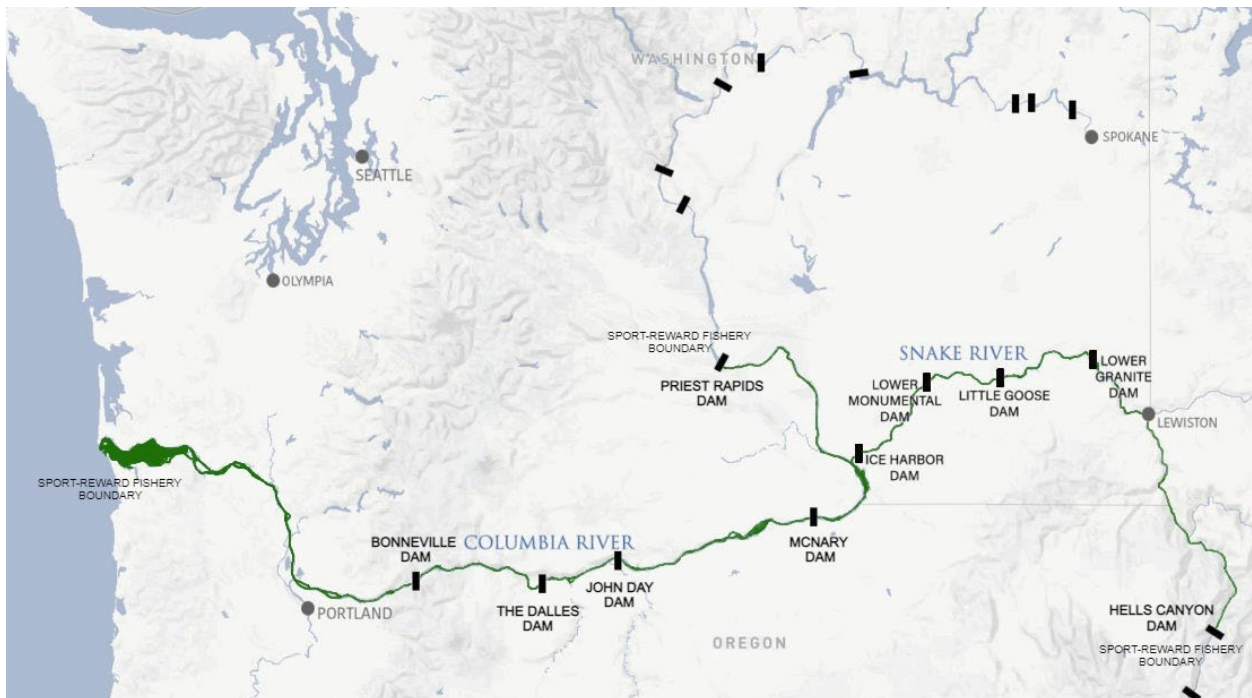 WASHINGTON
SPOKANE
SEATTLE
OLYMPIA
SPORT-REWARD FISHERY
BOUNDARY
PRIEST RAPIDS
DAM
SNAKE RIVER
LOWER
MONUMENTAL
DAM
LITTLE GOOSE
DAM
LOWER
GRANITE
DAM
LEWISTON
ICE HARBOR
DAM
SPORT-REWARD FISHERY
BOUNDARY
MCNARY
DAM
BONNEVILLE
DAM
COLUMBIA RIVER
JOHN DAY
DAM
THE DALLES
DAM
PORTLAND
OREGON
HELLS CANYON
DAM
SPORT-REWARD FISHERY
BOUNDARY